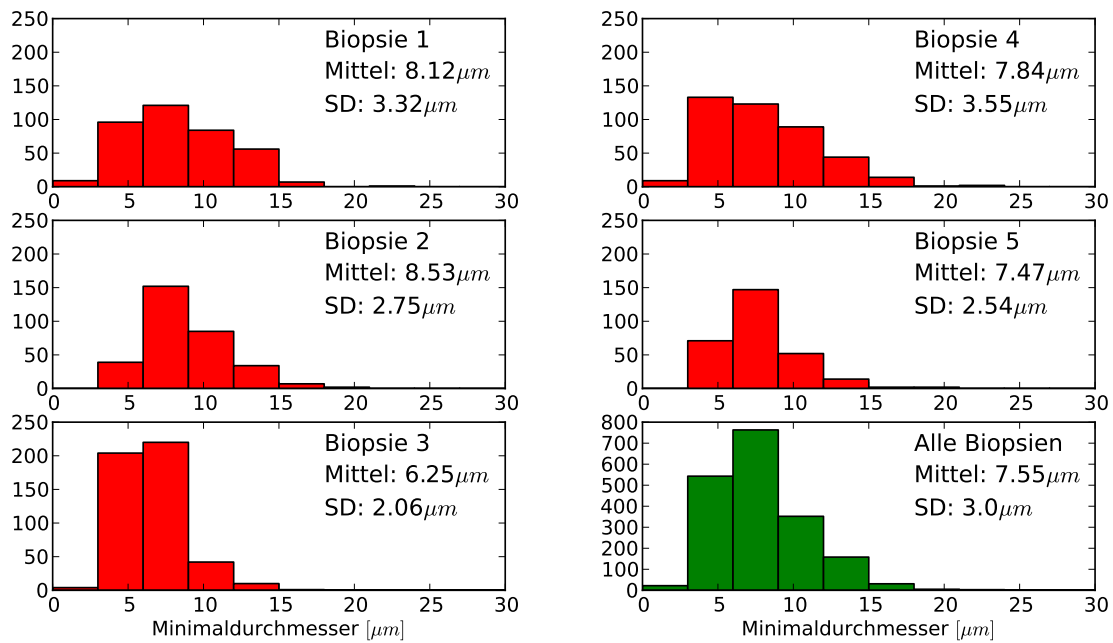 250
200
150
100
50
0
0 5 10 15 20 25 30
Biopsie 1
Mittel: 8.12μm
SD: 3.32μm
250
200
150
100
50
0
0 5 10 15 20 25 30
Biopsie 4
Mittel: 7.84μm
SD: 3.55μm
250
200
150
100
50
0
0 5 10 15 20 25 30
Biopsie 2
Mittel: 8.53μm
SD: 2.75μm
250
200
150
100
50
0
0 5 10 15 20 25 30
Biopsie 5
Mittel: 7.47μm
SD: 2.54μm
250
200
150
100
50
0
0 5 10 15 20 25 30
Biopsie 3
Mittel: 6.25μm
SD: 2.06μm
Minimaldurchmesser [μm]
800
700
600
500
400
300
200
100
0
0 5 10 15 20 25 30
Alle Biopsien
Mittel: 7.55μm
SD: 3.0μm
Minimaldurchmesser [μm]